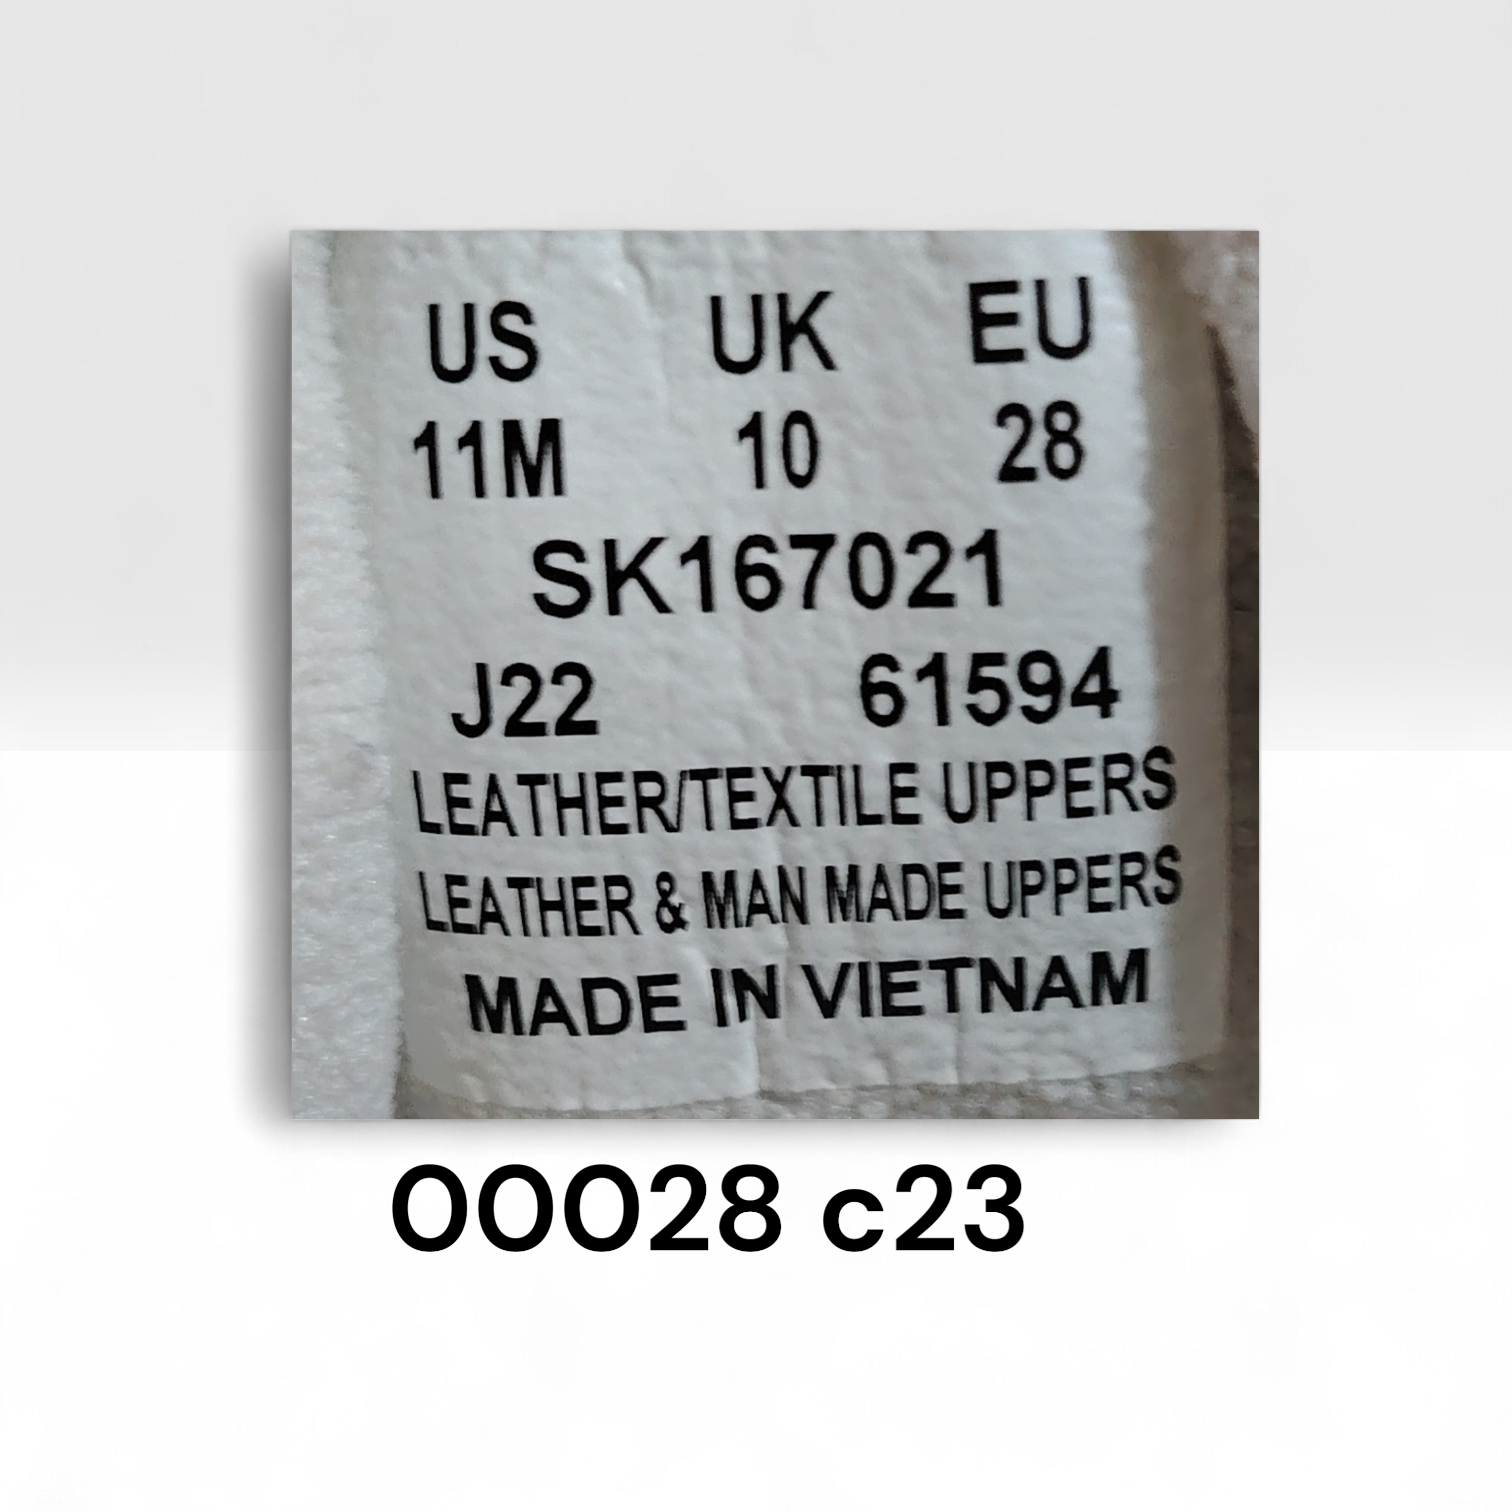 US UK EU
11M 10 28
SK167021
J22 61594
LEATHER/TEXTILE UPPERS
LEATHER & MAN MADE UPPERS
MADE IN VIETNAM
00028 c23